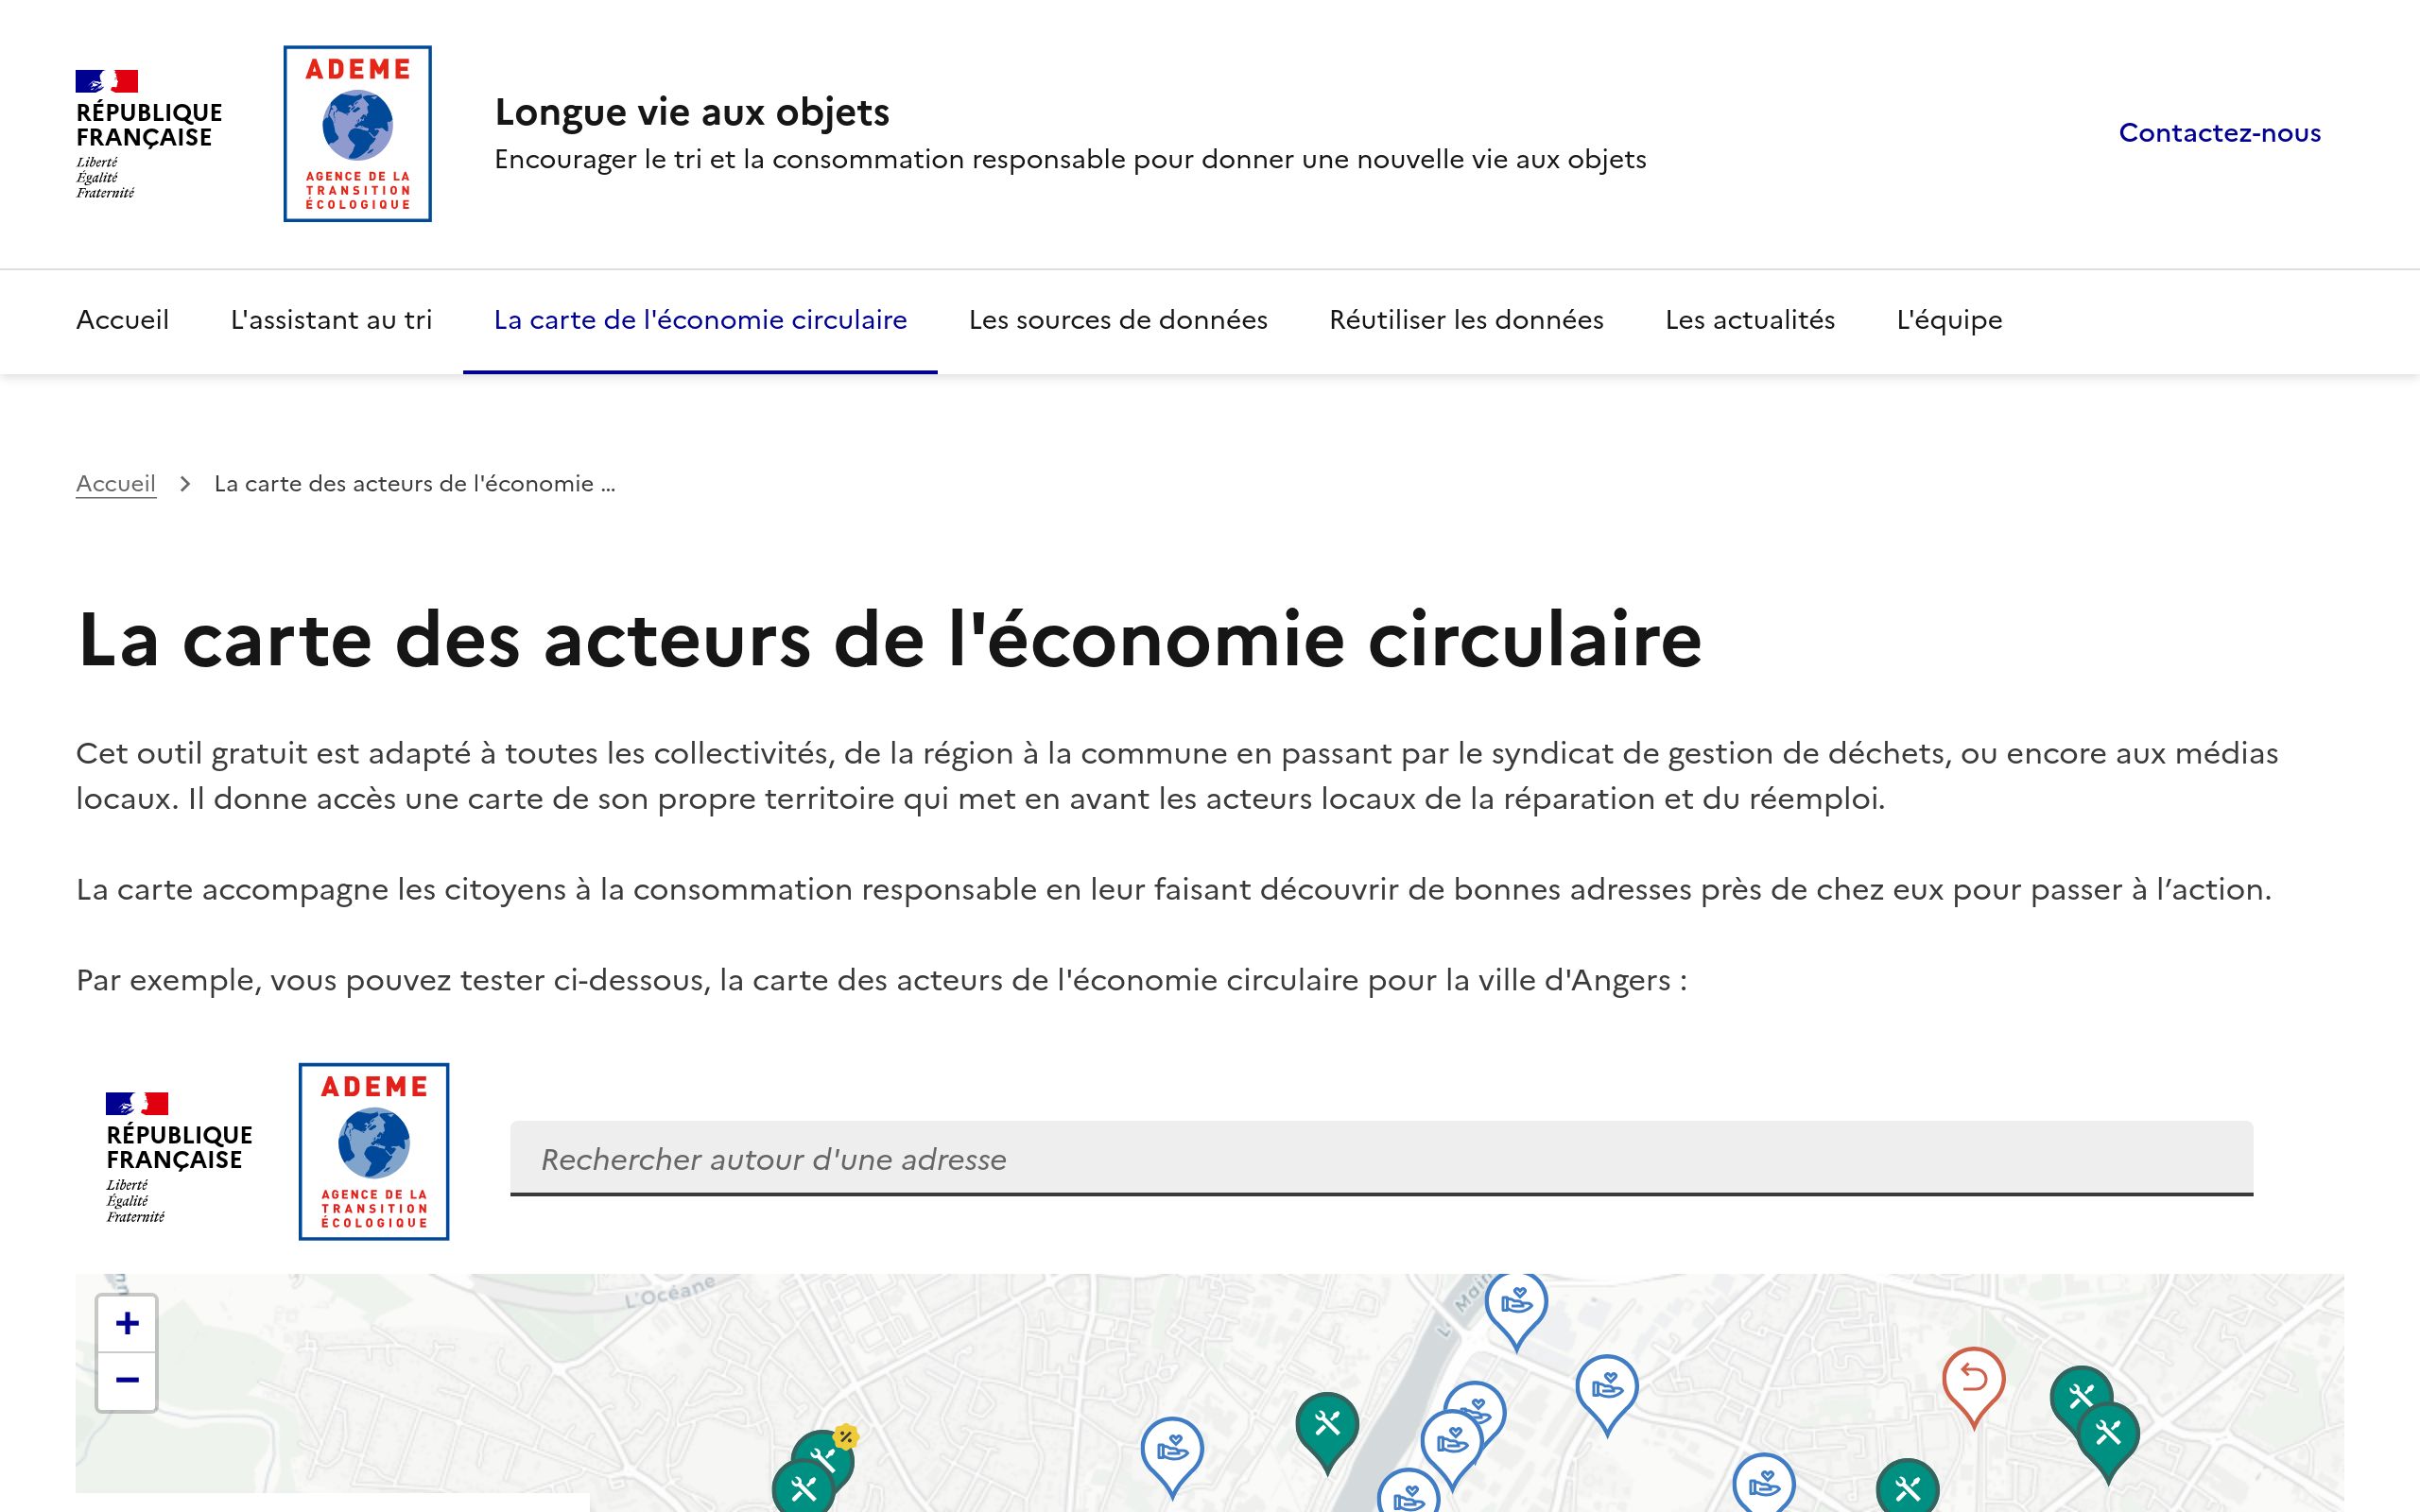 RÉPUBLIQUE
FRANÇAISE
Liberté
Égalité
Fraternité
ADEME
AGENCE DE LA
TRANSITION
ÉCOLOGIQUE
Longue vie aux objets
Encourager le tri et la consommation responsable pour donner une nouvelle vie aux objets
Contactez-nous
Accueil
L'assistant au tri
La carte de l'économie circulaire
Les sources de données
Réutiliser les données
Les actualités
L'équipe
Accueil > La carte des acteurs de l'économie ...
La carte des acteurs de l'économie circulaire
Cet outil gratuit est adapté à toutes les collectivités, de la région à la commune en passant par le syndicat de gestion de déchets, ou encore aux médias
locaux. Il donne accès une carte de son propre territoire qui met en avant les acteurs locaux de la réparation et du réemploi.
La carte accompagne les citoyens à la consommation responsable en leur faisant découvrir de bonnes adresses près de chez eux pour passer à l’action.
Par exemple, vous pouvez tester ci-dessous, la carte des acteurs de l'économie circulaire pour la ville d'Angers :
RÉPUBLIQUE
FRANÇAISE
Liberté
Égalité
Fraternité
ADEME
AGENCE DE LA
TRANSITION
ÉCOLOGIQUE
Rechercher autour d'une adresse
+
−
L'Océane
%